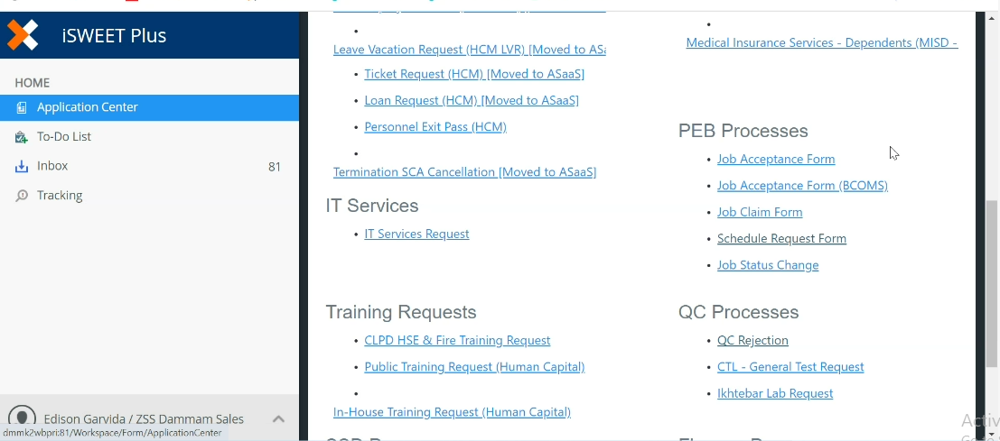 iSWEET Plus
HOME
Application Center
To-Do List
Inbox 81
Tracking
Edison Garvida / ZSS Dammam Sales
dmmk2wbpri:81/Workspace/Form/ApplicationCenter
Leave Vacation Request (HCM LVR) [Moved to ASa
Ticket Request (HCM) [Moved to ASaaS]
Loan Request (HCM) [Moved to ASaaS]
Personnel Exit Pass (HCM)
Termination SCA Cancellation [Moved to ASaaS]
IT Services
IT Services Request
Training Requests
CLPD HSE & Fire Training Request
Public Training Request (Human Capital)
In-House Training Request (Human Capital)
Medical Insurance Services - Dependents (MISD -
PEB Processes
Job Acceptance Form
Job Acceptance Form (BCOMS)
Job Claim Form
Schedule Request Form
Job Status Change
QC Processes
QC Rejection
CTL - General Test Request
Ikhtebar Lab Request
Activ